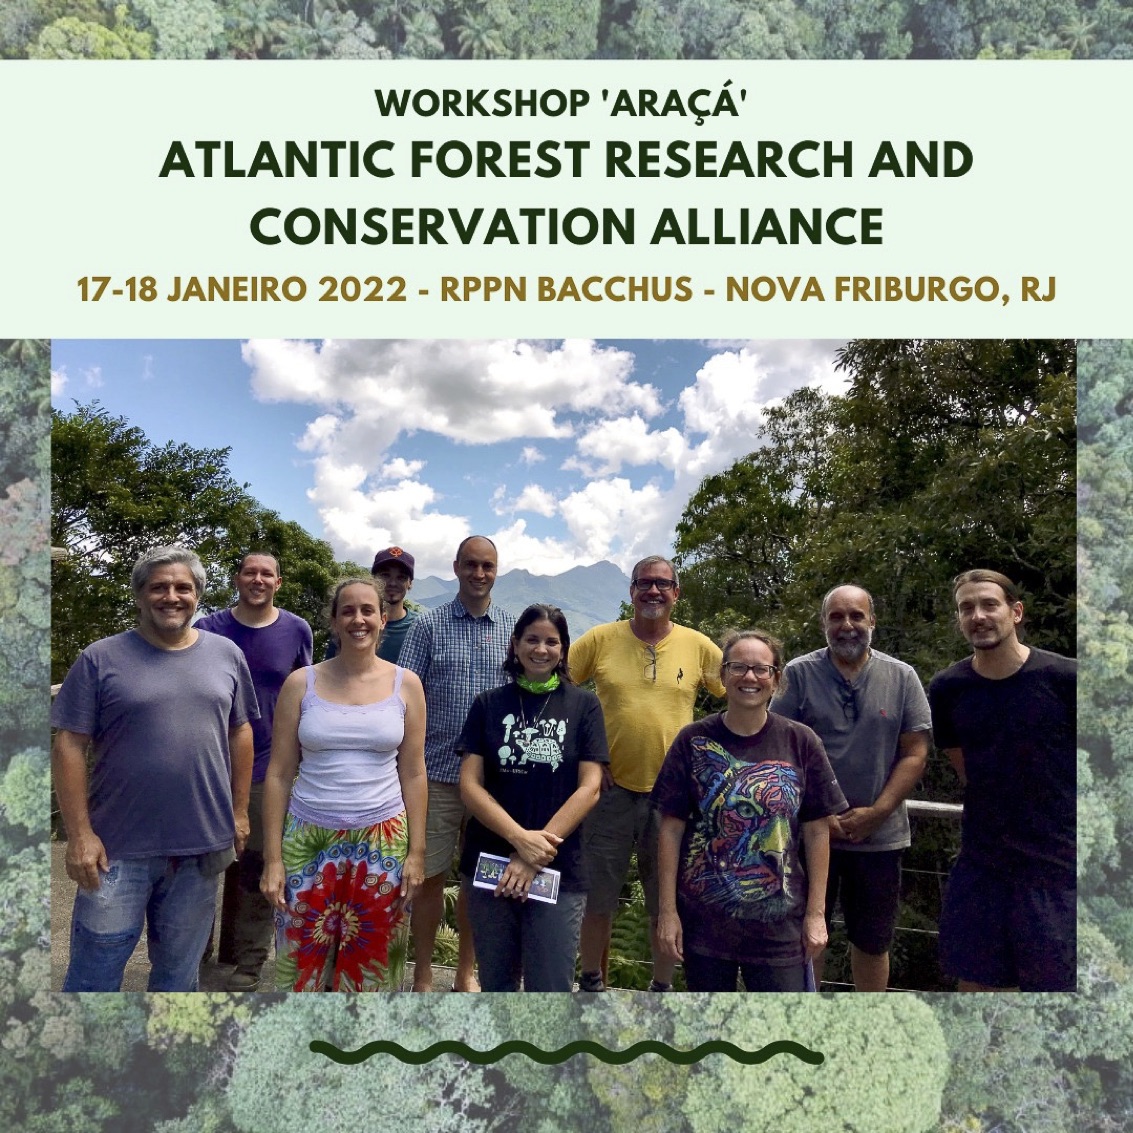 WORKSHOP 'ARAÇÁ'
ATLANTIC FOREST RESEARCH AND
CONSERVATION ALLIANCE
17-18 JANEIRO 2022 - RPPN BACCHUS - NOVA FRIBURGO, RJ